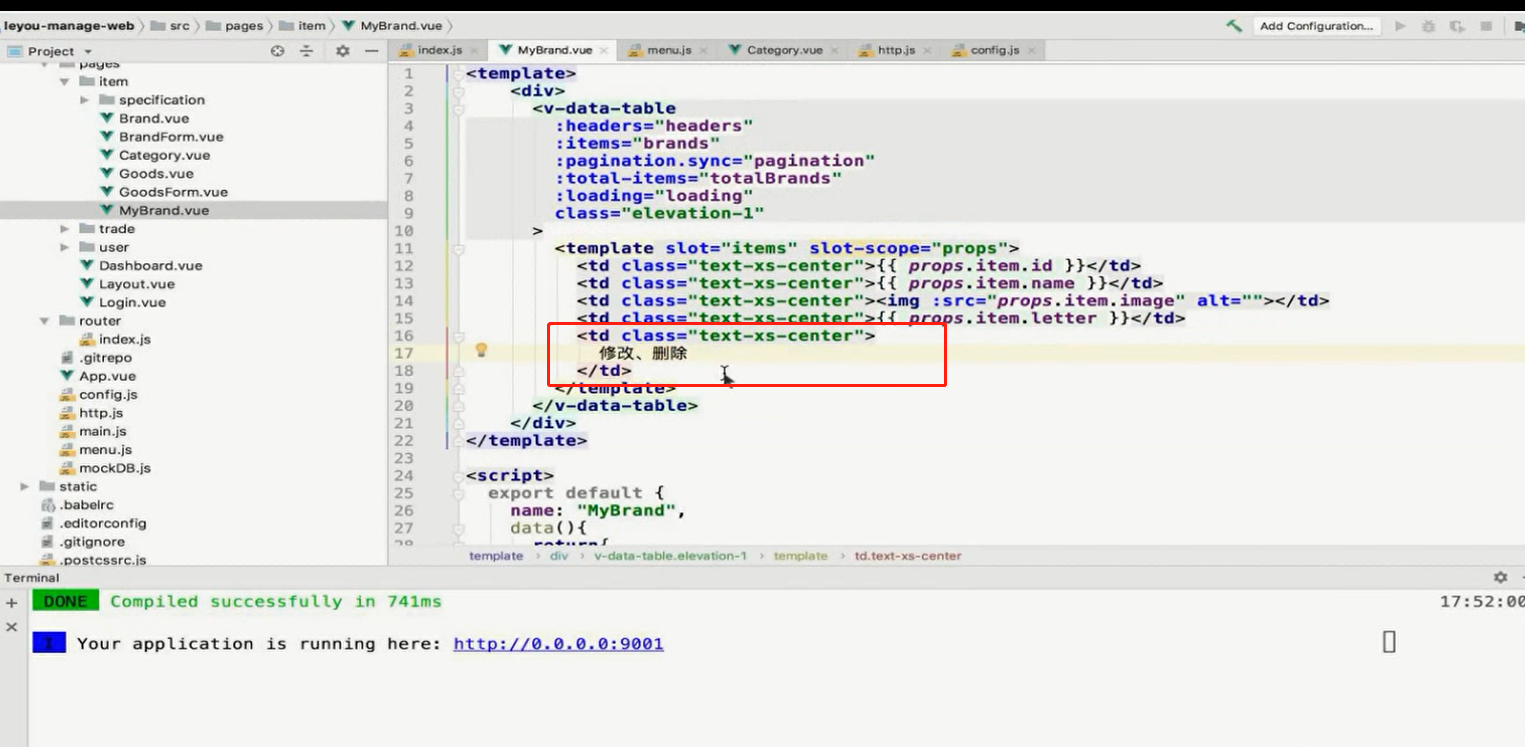 leyou-manage-web
src
pages
item
MyBrand.vue
Add Configuration...
Project
index.js
MyBrand.vue
menu.js
Category.vue
http.js
config.js
pages
item
specification
Brand.vue
BrandForm.vue
Category.vue
Goods.vue
GoodsForm.vue
MyBrand.vue
trade
user
Dashboard.vue
Layout.vue
Login.vue
router
index.js
.gitrepo
App.vue
config.js
http.js
main.js
menu.js
mockDB.js
static
.babelrc
.editorconfig
.gitignore
.postcssrc.js
1 <template>
2 <div>
3 <v-data-table
4 :headers="headers"
5 :items="brands"
6 :pagination.sync="pagination"
7 :total-items="totalBrands"
8 :loading="loading"
9 class="elevation-1"
10 >
11 <template slot="items" slot-scope="props">
12 <td class="text-xs-center">{{ props.item.id }}</td>
13 <td class="text-xs-center">{{ props.item.name }}</td>
14 <td class="text-xs-center"><img :src="props.item.image" alt=""></td>
15 <td class="text-xs-center">{{ props.item.letter }}</td>
16 <td class="text-xs-center">
17 修改、删除
18 </td>
19 </template>
20 </v-data-table>
21 </div>
22 </template>
23
24 <script>
25 export default {
26 name: "MyBrand",
27 data(){
28 return{
template › div › v-data-table.elevation-1 › template › td.text-xs-center
Terminal
DONE Compiled successfully in 741ms
17:52:00
I Your application is running here: http://0.0.0.0:9001